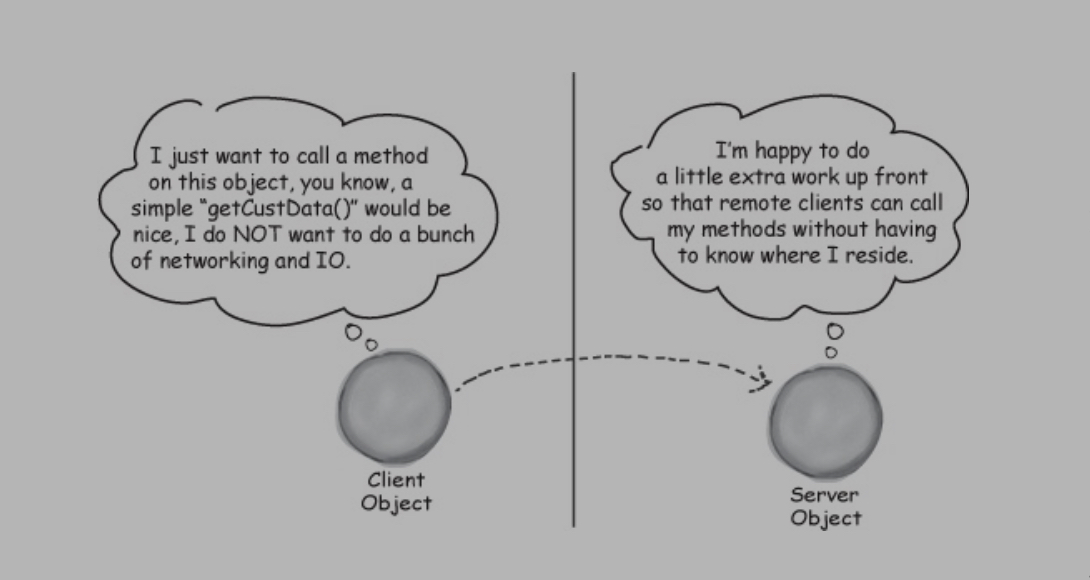 I just want to call a method
on this object, you know, a
simple “getCustData()” would be
nice, I do NOT want to do a bunch
of networking and IO.
I’m happy to do
a little extra work up front
so that remote clients can call
my methods without having
to know where I reside.
Client
Object
Server
Object